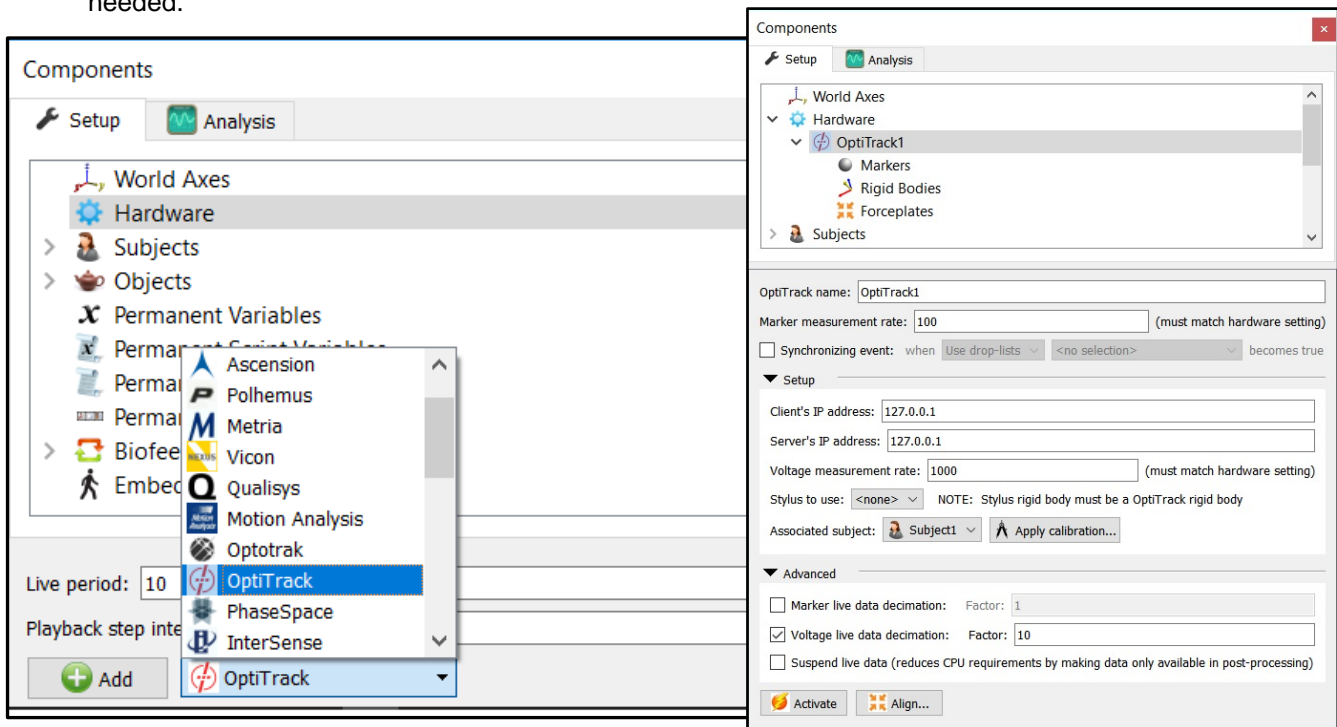 needed.
Components
Setup
Analysis
World Axes
Hardware
Subjects
Objects
Permanent Variables
Permanent Script Variables
Perma
Perma
Biofee
Embed
Ascension
Polhemus
Metria
Vicon
Qualisys
Motion Analysis
Optotrak
OptiTrack
PhaseSpace
InterSense
Live period: 10
Playback step inte
Add
OptiTrack
Components
Setup
Analysis
World Axes
Hardware
OptiTrack1
Markers
Rigid Bodies
Forceplates
Subjects
OptiTrack name: OptiTrack1
Marker measurement rate: 100 (must match hardware setting)
Synchronizing event: when Use drop-lists <no selection> becomes true
Setup
Client's IP address: 127.0.0.1
Server's IP address: 127.0.0.1
Voltage measurement rate: 1000 (must match hardware setting)
Stylus to use: <none> NOTE: Stylus rigid body must be a OptiTrack rigid body
Associated subject: Subject1 Apply calibration...
Advanced
Marker live data decimation: Factor: 1
Voltage live data decimation: Factor: 10
Suspend live data (reduces CPU requirements by making data only available in post-processing)
Activate Align...